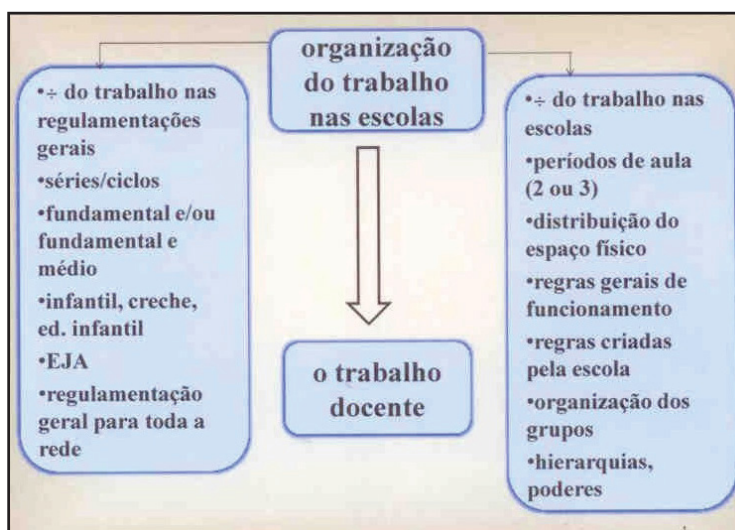 organização
do trabalho
nas escolas
•÷ do trabalho nas
regulamentações
gerais
•séries/ciclos
•fundamental e/ou
fundamental e
médio
•infantil, creche,
ed. infantil
•EJA
•regulamentação
geral para toda a
rede
o trabalho
docente
•÷ do trabalho nas
escolas
•períodos de aula
(2 ou 3)
•distribuição do
espaço físico
•regras gerais de
funcionamento
•regras criadas
pela escola
•organização dos
grupos
•hierarquias,
poderes